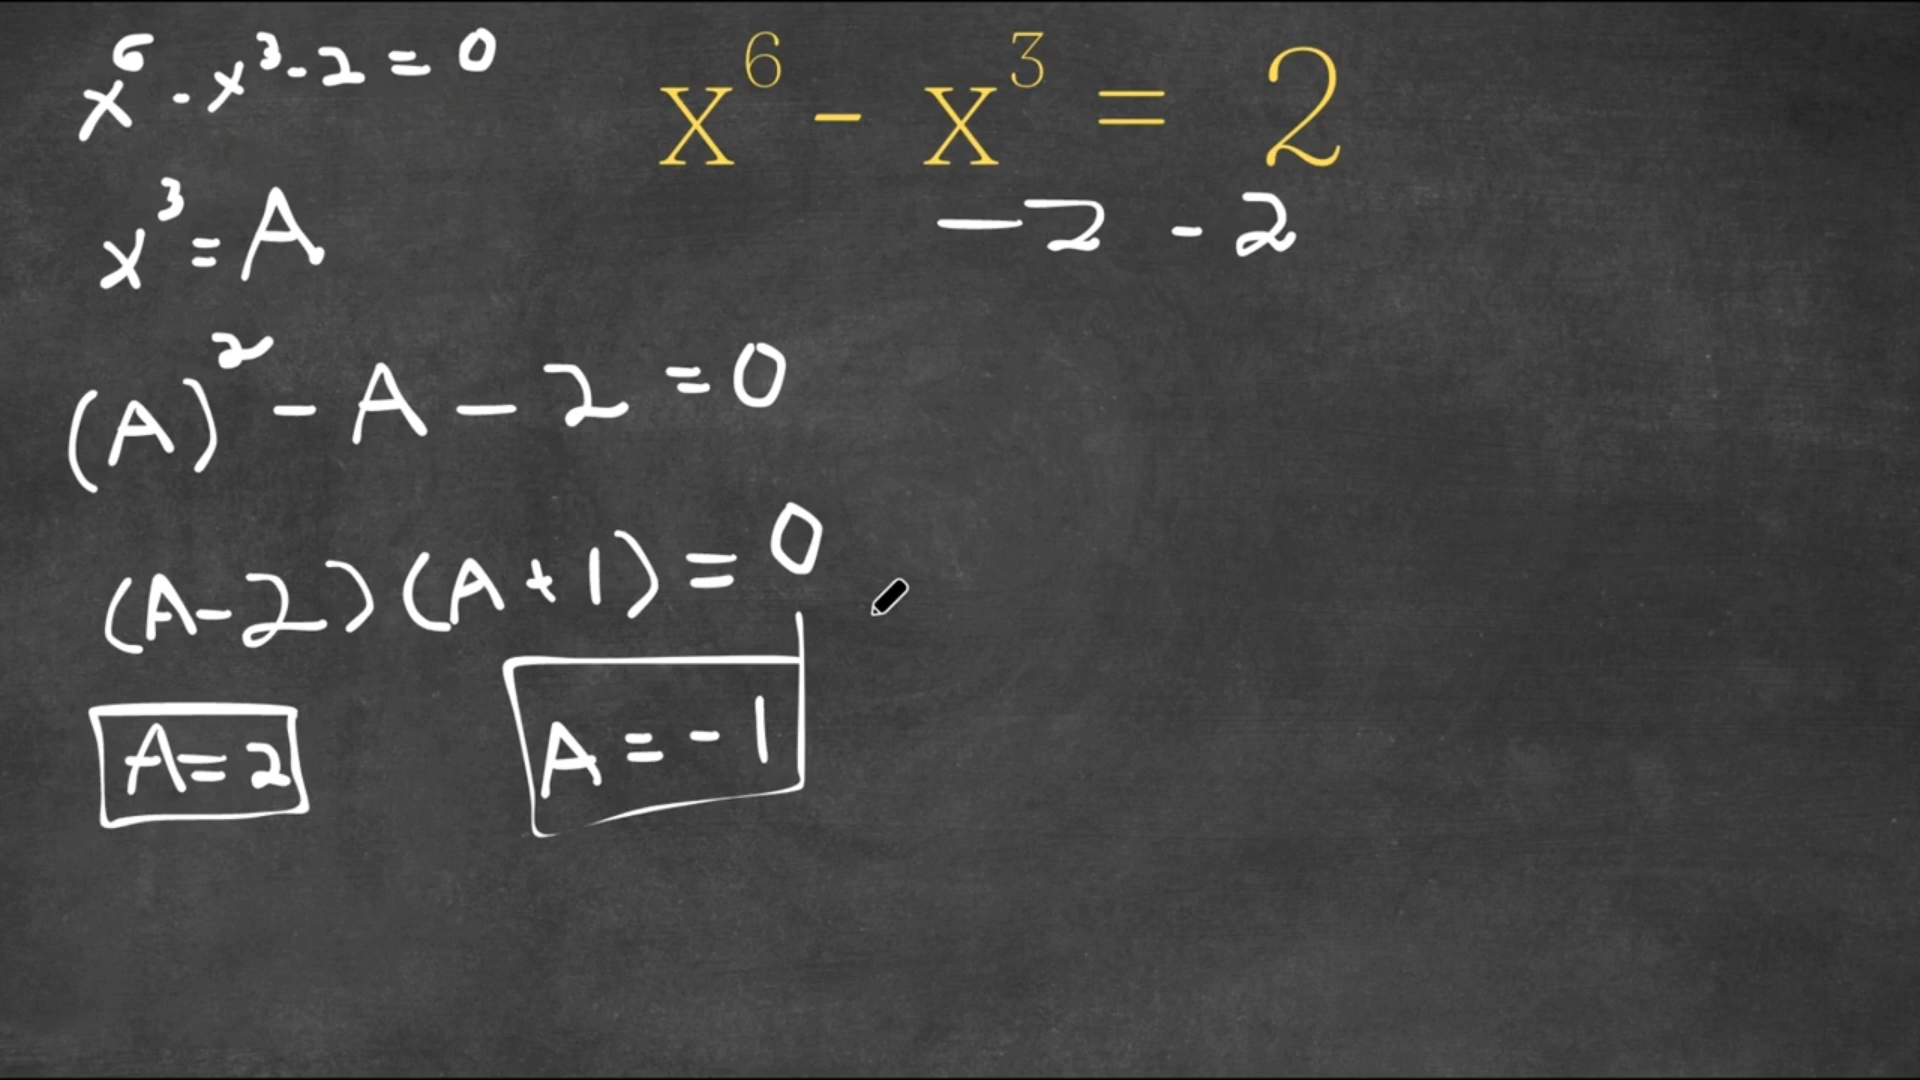 x⁶ - x³ = 2
-2 -2
x⁶ - x³ - 2 = 0
x³ = A
(A)² - A - 2 = 0
(A-2)(A+1) = 0
A=2 A=-1